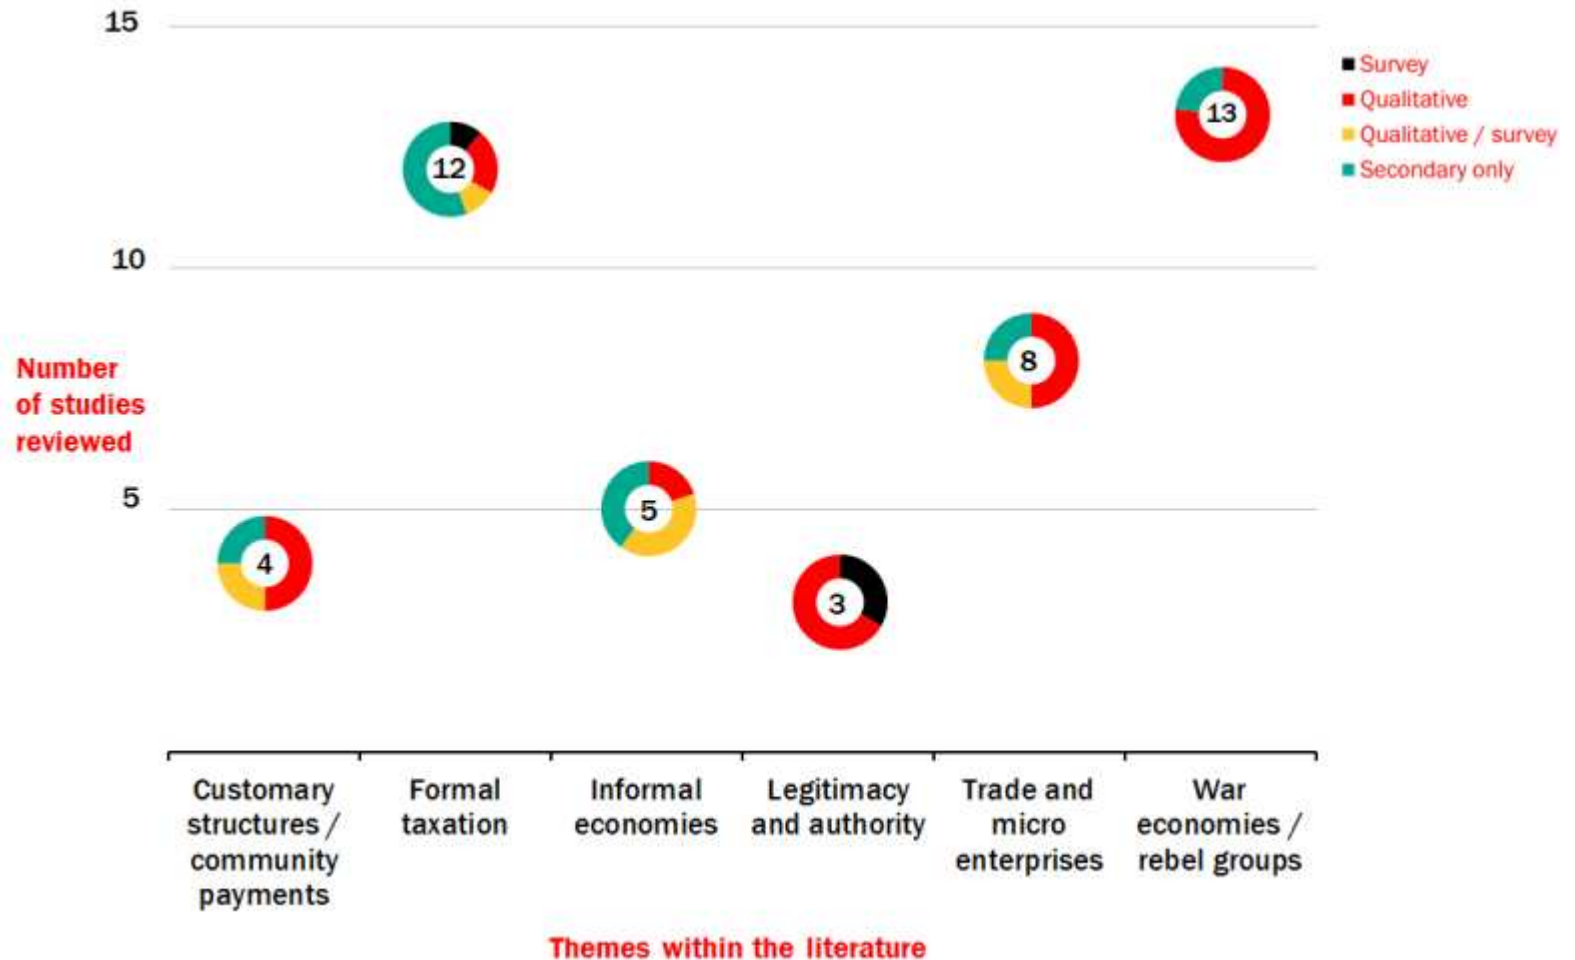 15
Survey
Qualitative
Qualitative / survey
Secondary only
13
12
10
8
Number
of studies
reviewed
5
5
4
3
Customary
structures /
community
payments
Formal
taxation
Informal
economies
Legitimacy
and authority
Trade and
micro
enterprises
War
economies /
rebel groups
Themes within the literature